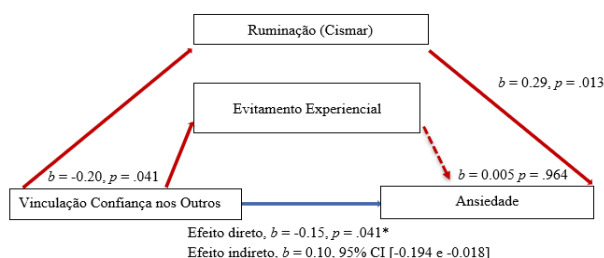 Ruminação (Cismar)
b = 0.29, p = .013
Evitamento Experiencial
b = -0.20, p = .041
b = 0.005 p = .964
Vinculação Confiança nos Outros
Ansiedade
Efeito direto, b = -0.15, p = .041*
Efeito indireto, b = 0.10, 95% CI [-0.194 e -0.018]